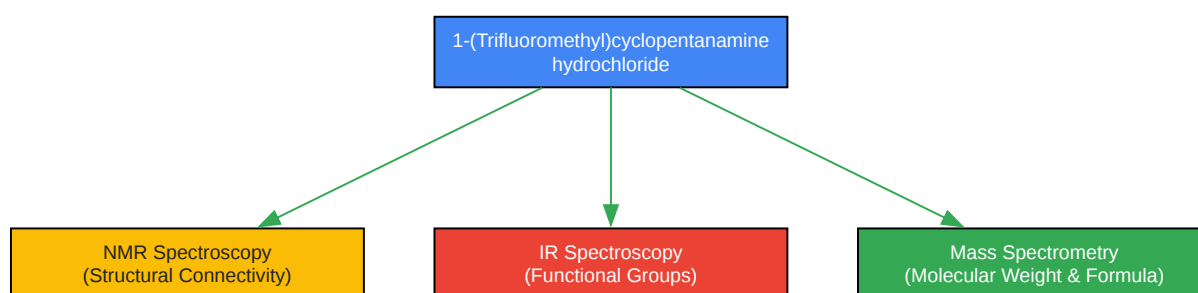 1-(Trifluoromethyl)cyclopentanamine
hydrochloride
NMR Spectroscopy
(Structural Connectivity)
IR Spectroscopy
(Functional Groups)
Mass Spectrometry
(Molecular Weight & Formula)